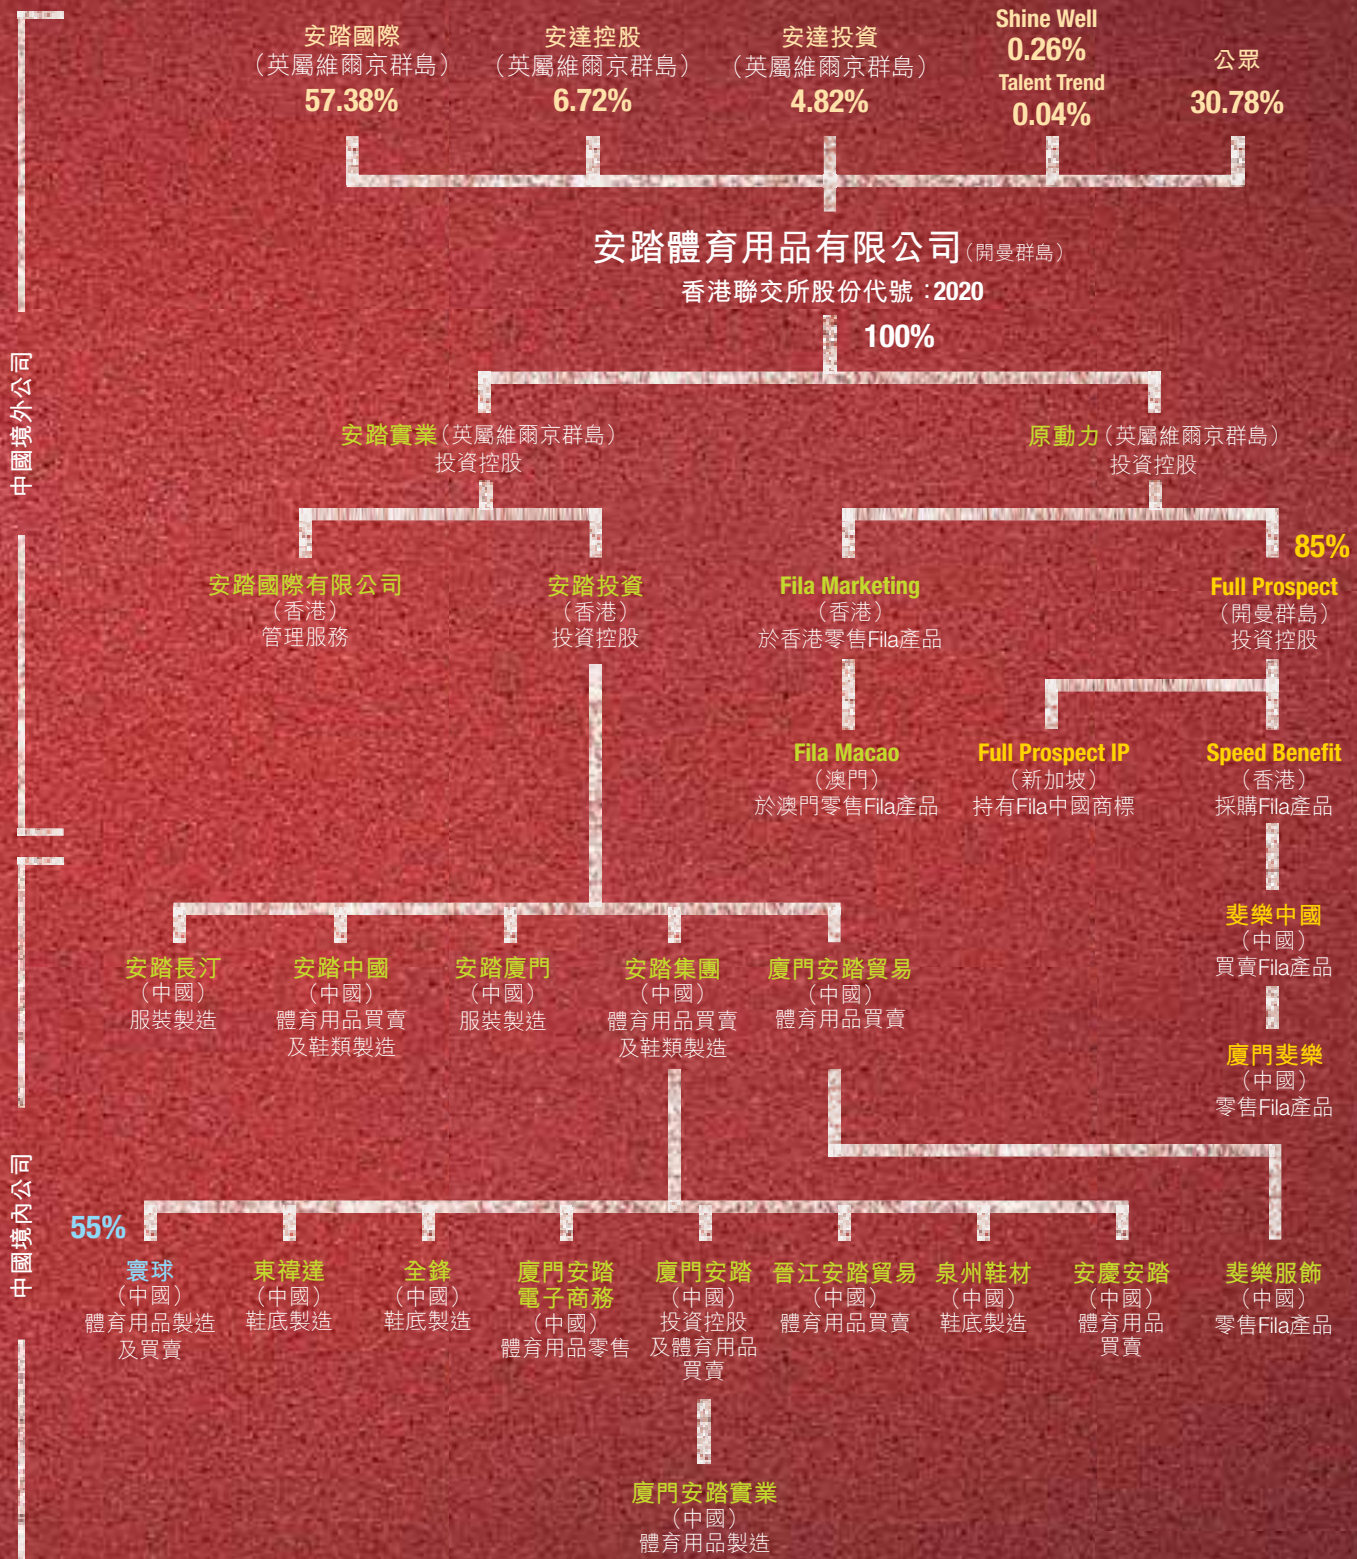 安踏國際
（英屬維爾京群島）
57.38%
安達控股
（英屬維爾京群島）
6.72%
安達投資
（英屬維爾京群島）
4.82%
Shine Well
0.26%
Talent Trend
0.04%
公眾
30.78%
安踏體育用品有限公司（開曼群島）
香港聯交所股份代號：2020
100%
中國境外公司
安踏實業（英屬維爾京群島）
投資控股
原動力（英屬維爾京群島）
投資控股
安踏國際有限公司
（香港）
管理服務
安踏投資
（香港）
投資控股
Fila Marketing
（香港）
於香港零售Fila產品
85%
Full Prospect
（開曼群島）
投資控股
Fila Macao
（澳門）
於澳門零售Fila產品
Full Prospect IP
（新加坡）
持有Fila中國商標
Speed Benefit
（香港）
採購Fila產品
斐樂中國
（中國）
買賣Fila產品
廈門斐樂
（中國）
零售Fila產品
中國境內公司
安踏長汀
（中國）
服裝製造
安踏中國
（中國）
體育用品買賣
及鞋類製造
安踏廈門
（中國）
服裝製造
安踏集團
（中國）
體育用品買賣
及鞋類製造
廈門安踏貿易
（中國）
體育用品買賣
55%
寰球
（中國）
體育用品製造
及買賣
東褘達
（中國）
鞋底製造
全鋒
（中國）
鞋底製造
廈門安踏
電子商務
（中國）
體育用品零售
廈門安踏
（中國）
投資控股
及體育用品
買賣
晉江安踏貿易
（中國）
體育用品買賣
泉州鞋材
（中國）
鞋底製造
安慶安踏
（中國）
體育用品
買賣
斐樂服飾
（中國）
零售Fila產品
廈門安踏實業
（中國）
體育用品製造